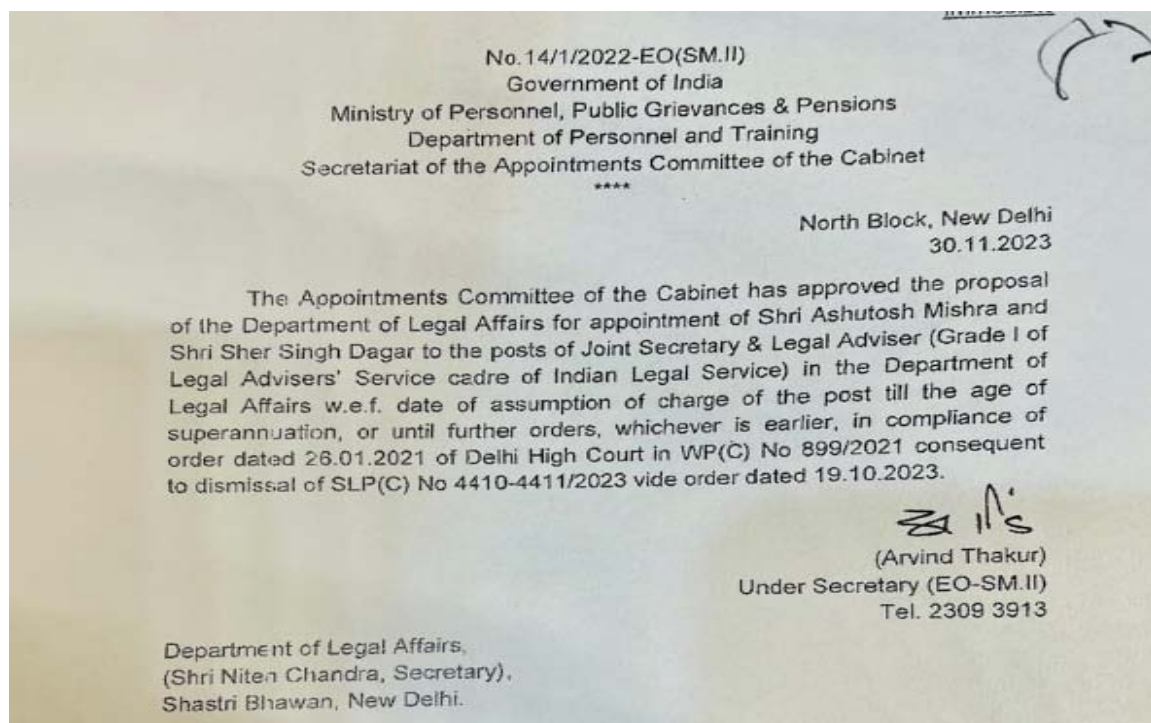 No.14/1/2022-EO(SM.II)
Government of India
Ministry of Personnel, Public Grievances & Pensions
Department of Personnel and Training
Secretariat of the Appointments Committee of the Cabinet
****
North Block, New Delhi
30.11.2023
The Appointments Committee of the Cabinet has approved the proposal
of the Department of Legal Affairs for appointment of Shri Ashutosh Mishra and
Shri Sher Singh Dagar to the posts of Joint Secretary & Legal Adviser (Grade I of
Legal Advisers' Service cadre of Indian Legal Service) in the Department of
Legal Affairs w.e.f. date of assumption of charge of the post till the age of
superannuation, or until further orders, whichever is earlier, in compliance of
order dated 26.01.2021 of Delhi High Court in WP(C) No 899/2021 consequent
to dismissal of SLP(C) No 4410-4411/2023 vide order dated 19.10.2023.
(Arvind Thakur)
Under Secretary (EO-SM.II)
Tel. 2309 3913
Department of Legal Affairs,
(Shri Niten Chandra, Secretary),
Shastri Bhawan, New Delhi.